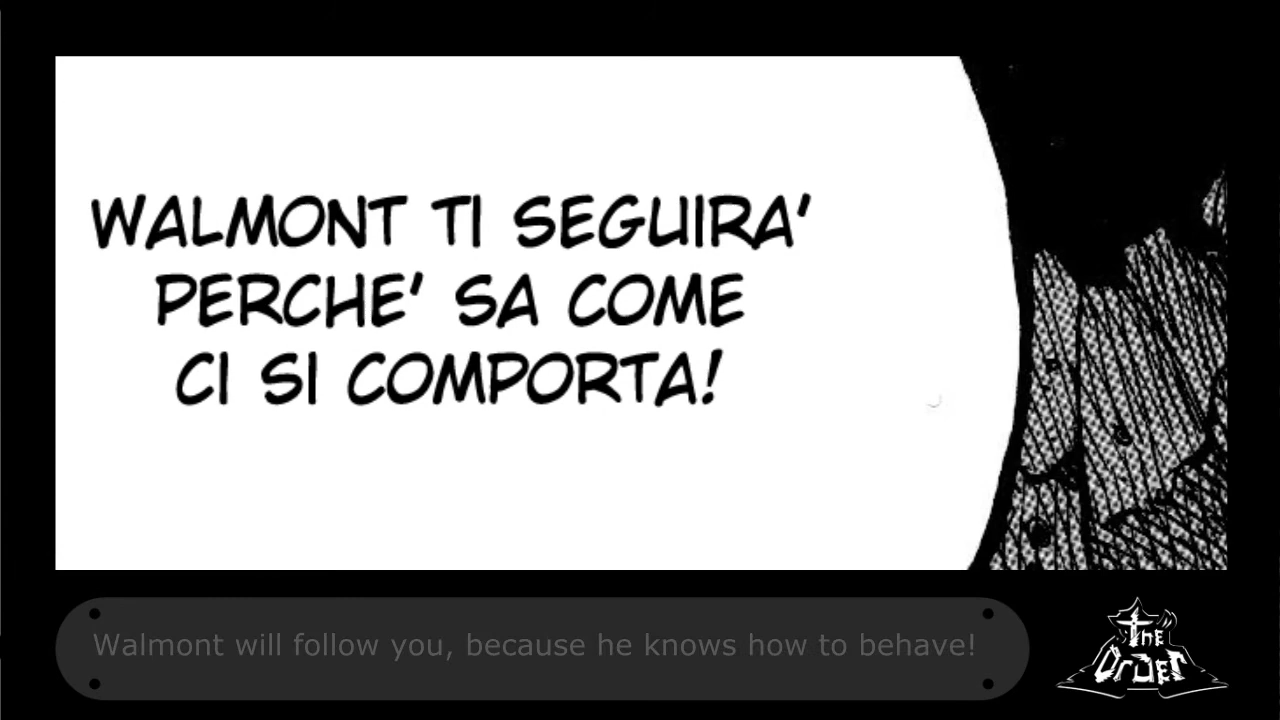 WALMONT TI SEGUIRA'
PERCHE' SA COME
CI SI COMPORTA!
Walmont will follow you, because he knows how to behave!
The
Order